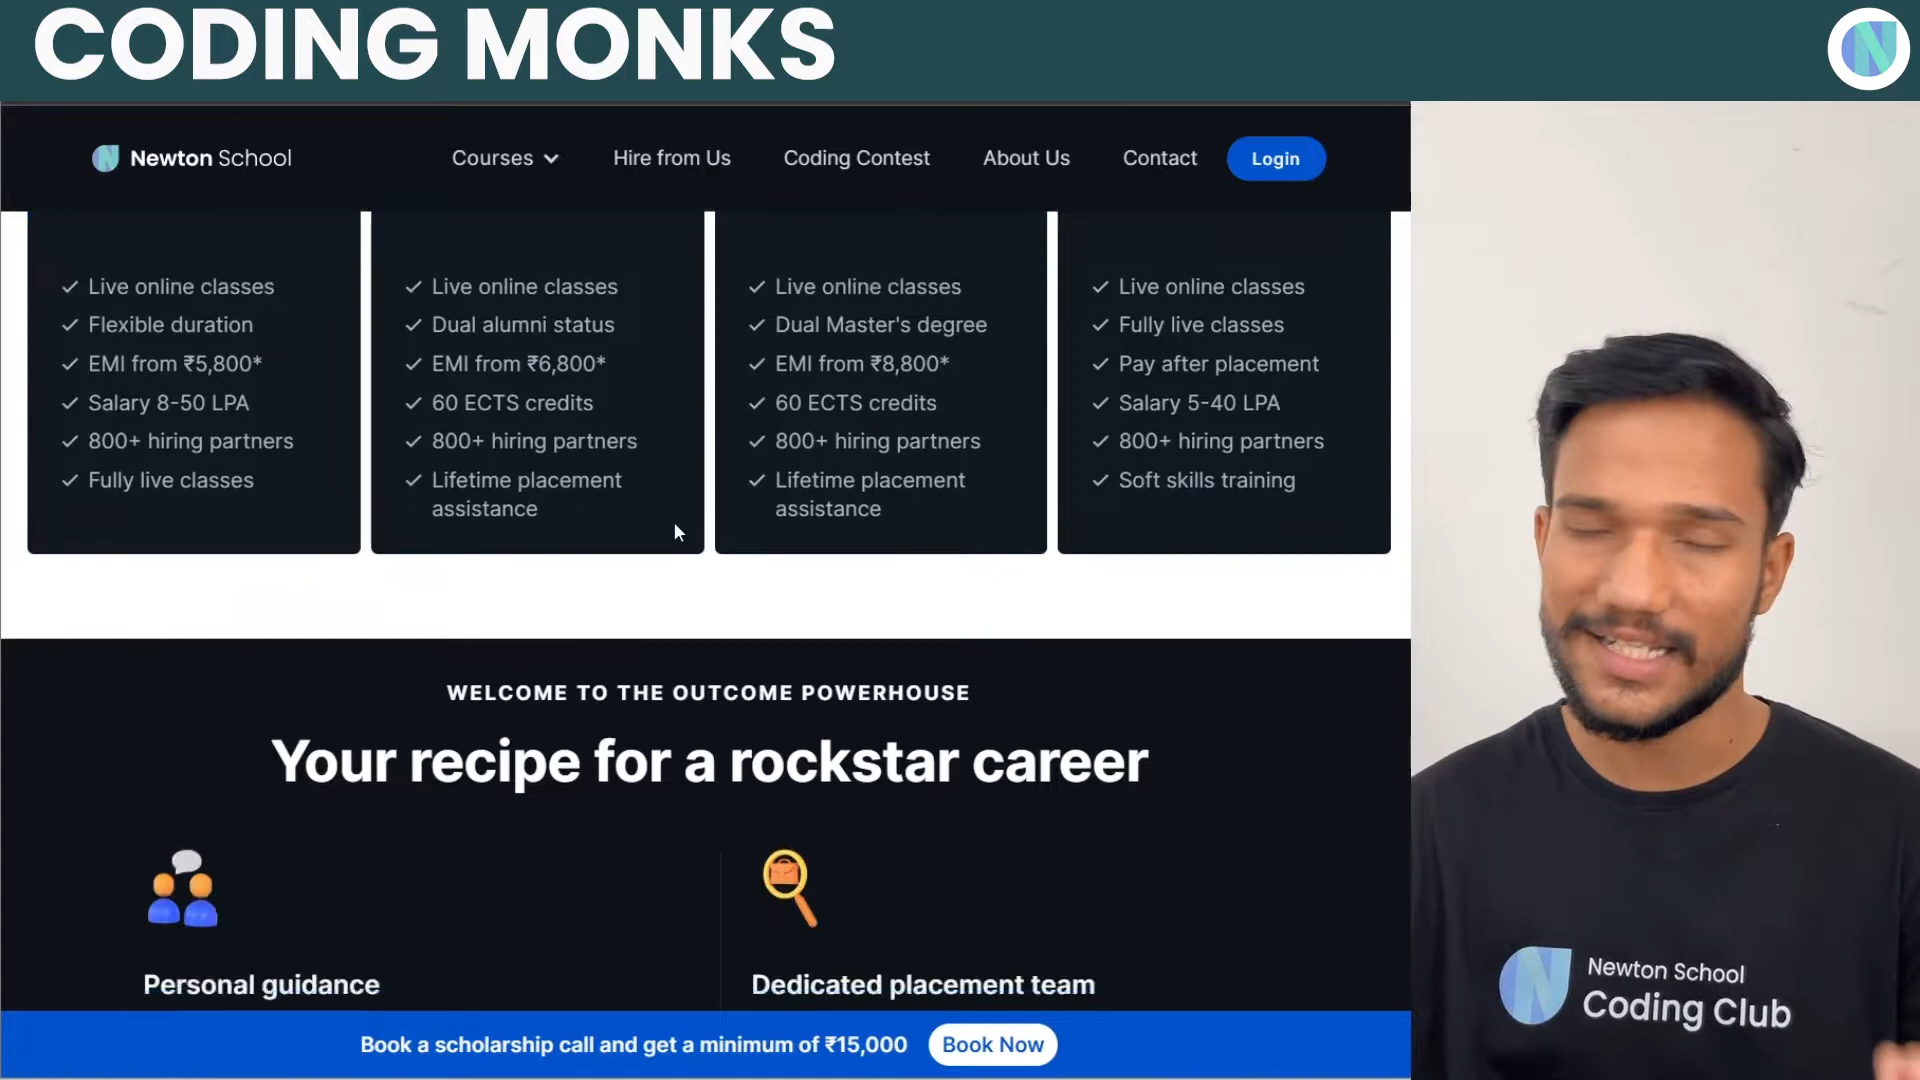 CODING MONKS
Newton School
Courses
Hire from Us
Coding Contest
About Us
Contact
Login
Live online classes
Flexible duration
EMI from ₹5,800*
Salary 8-50 LPA
800+ hiring partners
Fully live classes
Live online classes
Dual alumni status
EMI from ₹6,800*
60 ECTS credits
800+ hiring partners
Lifetime placement
assistance
Live online classes
Dual Master's degree
EMI from ₹8,800*
60 ECTS credits
800+ hiring partners
Lifetime placement
assistance
Live online classes
Fully live classes
Pay after placement
Salary 5-40 LPA
800+ hiring partners
Soft skills training
WELCOME TO THE OUTCOME POWERHOUSE
Your recipe for a rockstar career
Personal guidance
Dedicated placement team
Book a scholarship call and get a minimum of ₹15,000
Book Now
Newton School
Coding Club